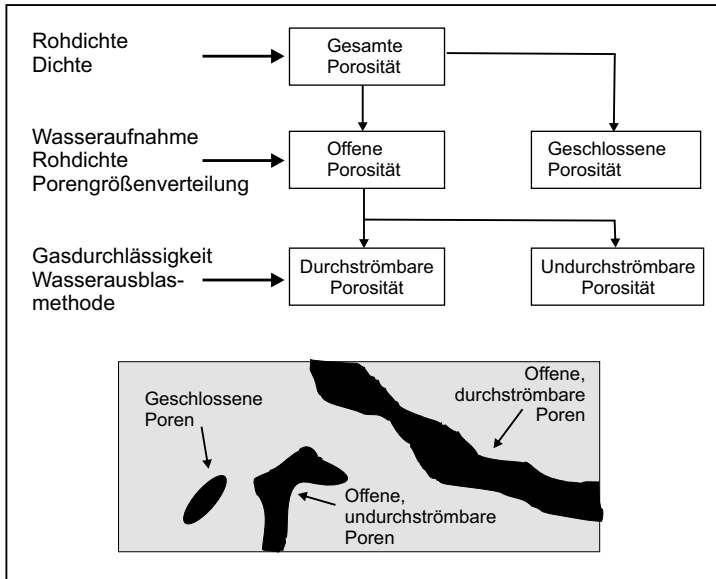 Rohdichte
Dichte
Gesamte
Porosität
Wasseraufnahme
Rohdichte
Porengrößenverteilung
Offene
Porosität
Geschlossene
Porosität
Gasdurchlässigkeit
Wasserausblas-
methode
Durchströmbare
Porosität
Undurchströmbare
Porosität
Geschlossene
Poren
Offene,
durchströmbare
Poren
Offene,
undurchströmbare
Poren